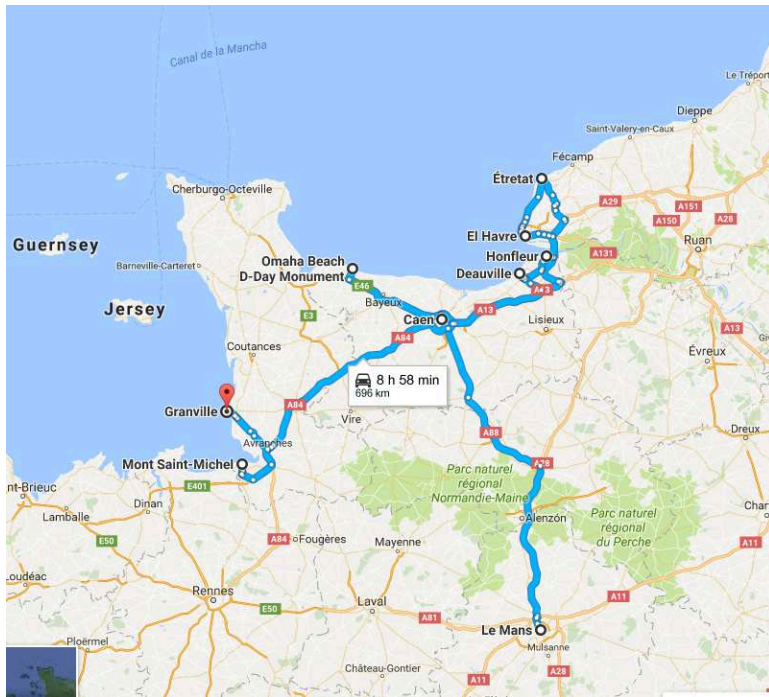 Canal de la Mancha
Le Tréport
Dieppe
Saint-Valery-en-Caux
Fécamp
Étretat
Cherburgo-Octeville
A29
A151
A28
A150
El Havre
Ruan
Guernsey
Omaha Beach
D-Day Monument
Honfleur
A131
Barneville-Carteret
Deauville
E46
A13
Bayeux
Jersey
E3
Caen
A13
Lisieux
A13
A84
Coutances
Évreux
8 h 58 min
696 km
Granville
A84
Vire
Dreux
A88
Avranches
Mont Saint-Michel
A28
Parc naturel
régional
Normandie-Maine
E401
nt-Brieuc
Dinan
Lamballe
Alenzón
Parc naturel
régional
du Perche
Char
E50
A84
Fougères
Mayenne
A11
Loudéac
Rennes
A11
E50
Laval
A81
Le Mans
Ploërmel
Mulsanne
Château-Gontier
A11
A28